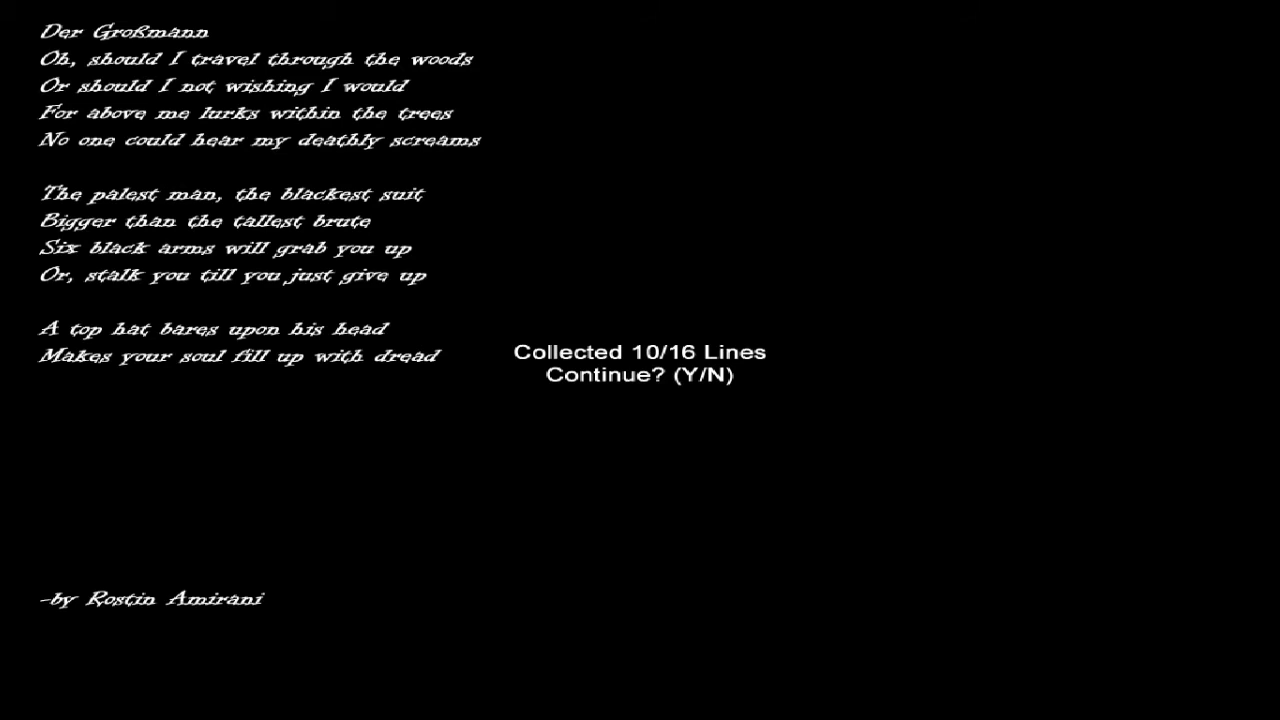 Der Großmann
Oh, should I travel through the woods
Or should I not wishing I would
For above me lurks within the trees
No one could hear my deathly screams
The palest man, the blackest suit
Bigger than the tallest brute
Six black arms will grab you up
Or, stalk you till you just give up
A top hat bares upon his head
Makes your soul fill up with dread
Collected 10/16 Lines
Continue? (Y/N)
-by Rostin Amirani